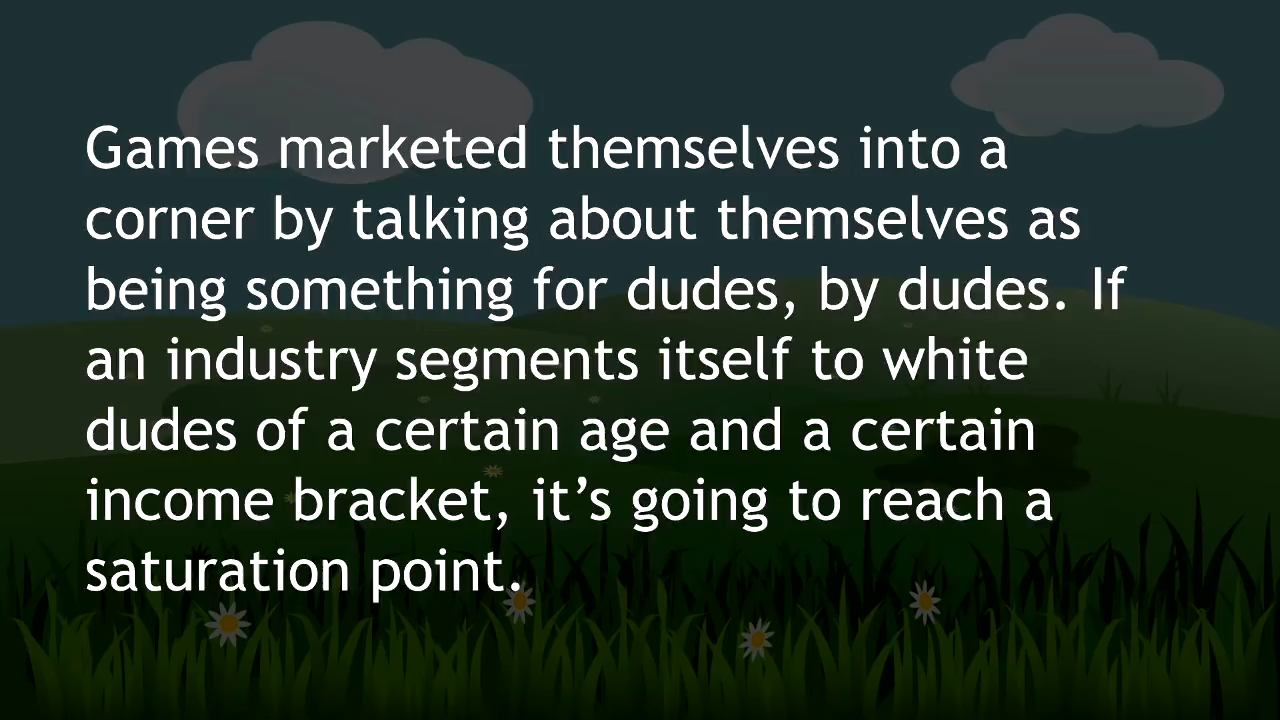 Games marketed themselves into a
corner by talking about themselves as
being something for dudes, by dudes. If
an industry segments itself to white
dudes of a certain age and a certain
income bracket, it’s going to reach a
saturation point.